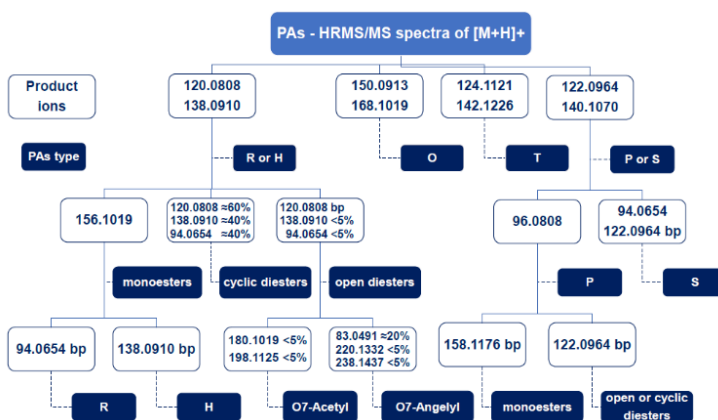 PAs - HRMS/MS spectra of [M+H]+
Product
ions
120.0808
138.0910
150.0913
168.1019
124.1121
142.1226
122.0964
140.1070
PAs type
R or H
O
T
P or S
156.1019
120.0808 ≈60%
138.0910 ≈40%
94.0654 ≈40%
120.0808 bp
138.0910 <5%
94.0654 <5%
96.0808
94.0654
122.0964 bp
monoesters
cyclic diesters
open diesters
P
S
94.0654 bp
138.0910 bp
180.1019 <5%
198.1125 <5%
83.0491 ≈20%
220.1332 <5%
238.1437 <5%
158.1176 bp
122.0964 bp
R
H
O7-Acetyl
O7-Angelyl
monoesters
open or cyclic
diesters